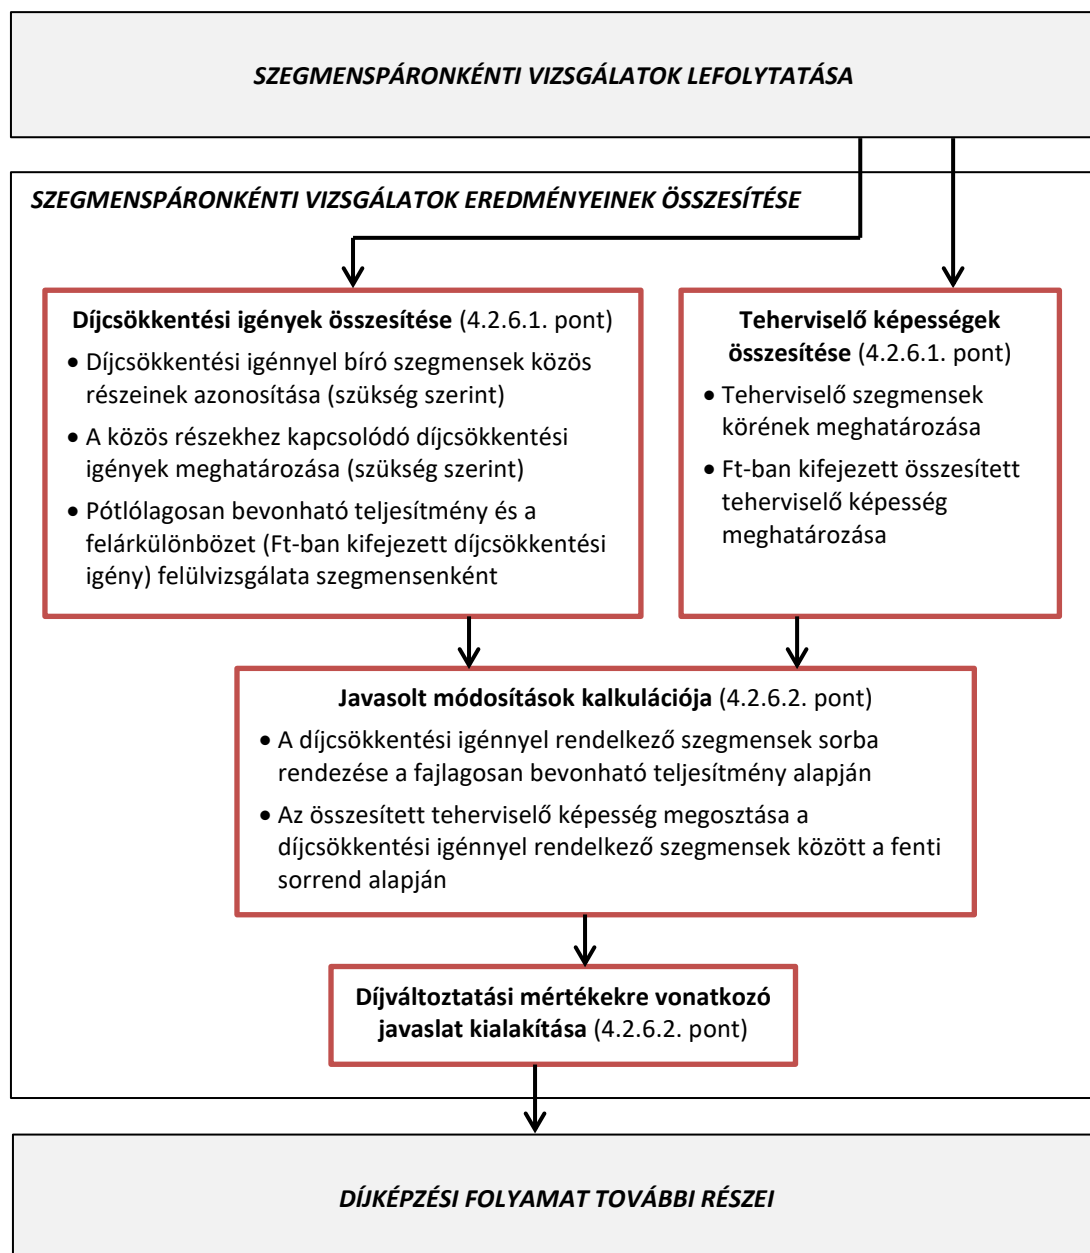 SZEGMENSPÁRONKÉNTI VIZSGÁLATOK LEFOLYTATÁSA
SZEGMENSPÁRONKÉNTI VIZSGÁLATOK EREDMÉNYEINEK ÖSSZESÍTÉSE
Díjcsökkentési igények összesítése (4.2.6.1. pont)
• Díjcsökkentési igénnyel bíró szegmensek közös
részeinek azonosítása (szükség szerint)
• A közös részekhez kapcsolódó díjcsökkentési
igények meghatározása (szükség szerint)
• Pótlólagosan bevonható teljesítmény és a
felárkülönbözet (Ft-ban kifejezett díjcsökkentési
igény) felülvizsgálata szegmensenként
Teherviselő képességek
összesítése (4.2.6.1. pont)
• Teherviselő szegmensek
körének meghatározása
• Ft-ban kifejezett összesített
teherviselő képesség
meghatározása
Javasolt módosítások kalkulációja (4.2.6.2. pont)
• A díjcsökkentési igénnyel rendelkező szegmensek sorba
rendezése a fajlagosan bevonható teljesítmény alapján
• Az összesített teherviselő képesség megosztása a
díjcsökkentési igénnyel rendelkező szegmensek között a fenti
sorrend alapján
Díjváltoztatási mértékekre vonatkozó
javaslat kialakítása (4.2.6.2. pont)
DÍJKÉPZÉSI FOLYAMAT TOVÁBBI RÉSZEI